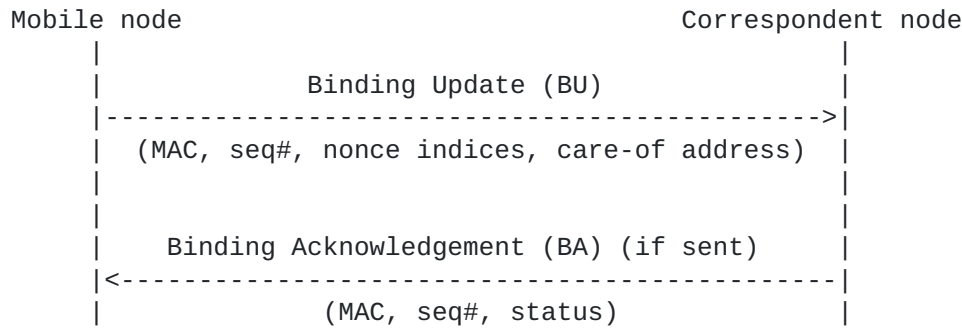 Mobile node                                Correspondent node
     |                                               |
     |             Binding Update (BU)               |
     |---------------------------------------------->|
     |  (MAC, seq#, nonce indices, care-of address)  |
     |                                               |
     |                                               |
     |    Binding Acknowledgement (BA) (if sent)     |
     |<----------------------------------------------|
     |              (MAC, seq#, status)              |